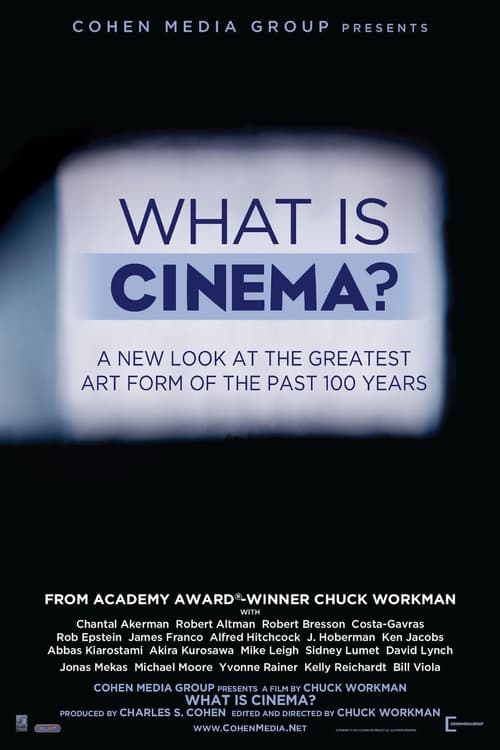 COHEN MEDIA GROUP PRESENTS
WHAT IS
CINEMA?
A NEW LOOK AT THE GREATEST
ART FORM OF THE PAST 100 YEARS
FROM ACADEMY AWARD®-WINNER CHUCK WORKMAN
WITH
Chantal Akerman Robert Altman Robert Bresson Costa-Gavras
Rob Epstein James Franco Alfred Hitchcock J. Hoberman Ken Jacobs
Abbas Kiarostami Akira Kurosawa Mike Leigh Sidney Lumet David Lynch
Jonas Mekas Michael Moore Yvonne Rainer Kelly Reichardt Bill Viola
COHEN MEDIA GROUP PRESENTS A FILM BY CHUCK WORKMAN
WHAT IS CINEMA?
PRODUCED BY CHARLES S. COHEN EDITED AND DIRECTED BY CHUCK WORKMAN
www.CohenMedia.Net